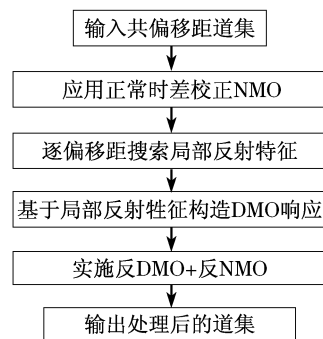 输入共偏移距道集
应用正常时差校正NMO
逐偏移距搜索局部反射特征
基于局部反射特征构造DMO响应
实施反DMO+反NMO
输出处理后的道集